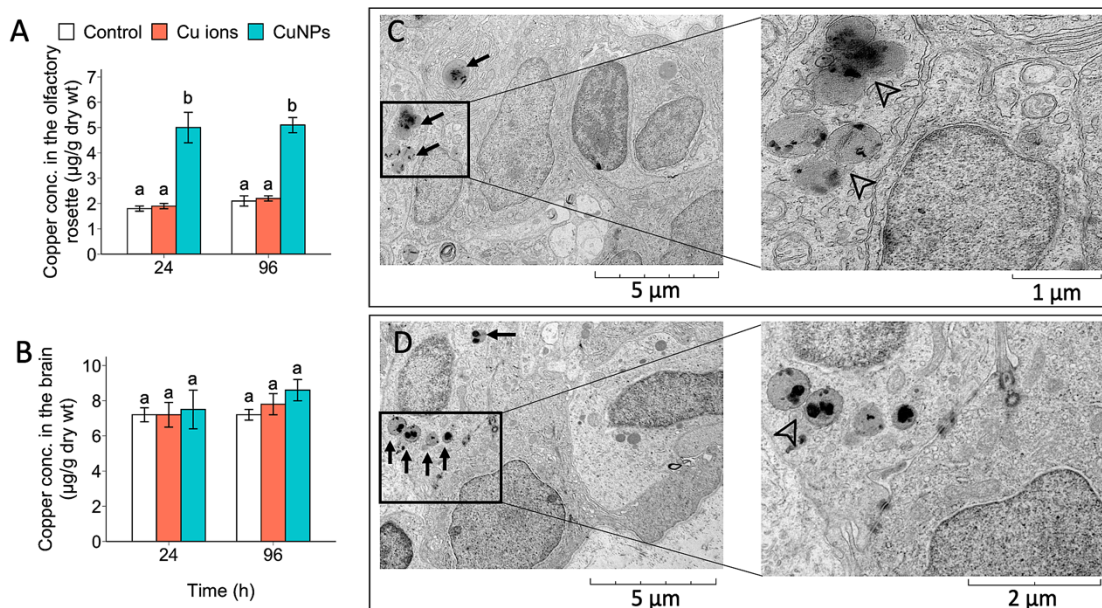 A
Control
Cu ions
CuNPs
Copper conc. in the olfactory
rosette (µg/g dry wt)
7
6
5
4
3
2
1
0
a
a
b
a
a
b
24
96
B
Copper conc. in the brain
(µg/g dry wt)
10
8
6
4
2
0
a
a
a
a
a
a
24
96
Time (h)
C
5 µm
1 µm
D
5 µm
2 µm